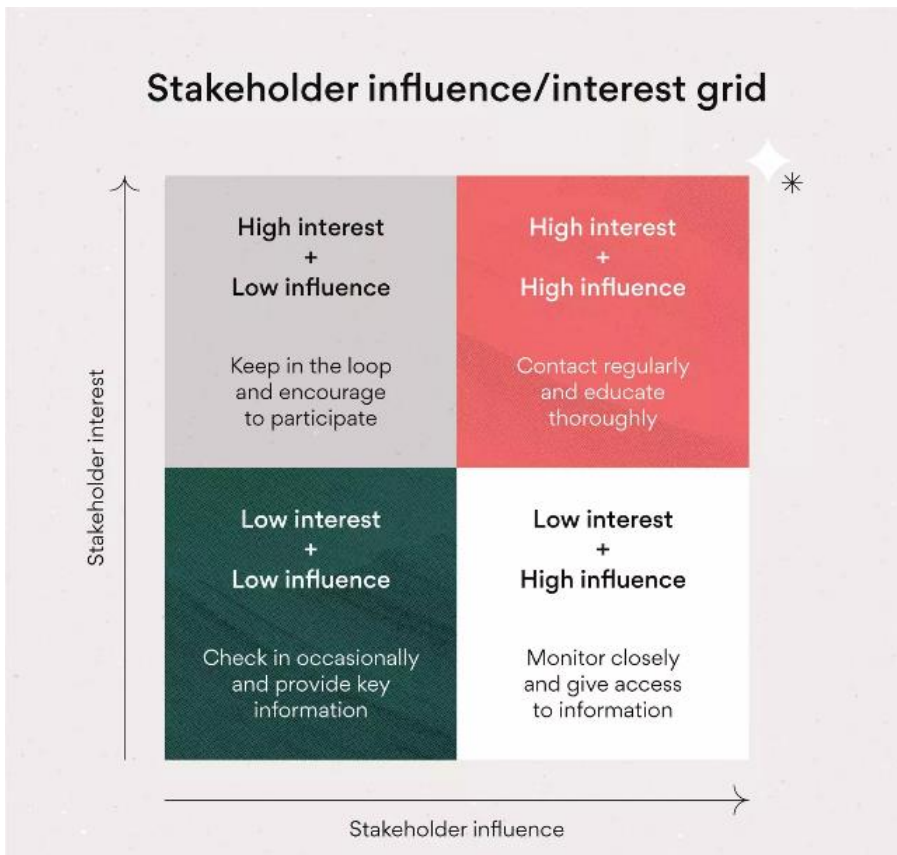 Stakeholder influence/interest grid
High interest
+
Low influence
Keep in the loop
and encourage
to participate
High interest
+
High influence
Contact regularly
and educate
thoroughly
Stakeholder interest
Low interest
+
Low influence
Check in occasionally
and provide key
information
Low interest
+
High influence
Monitor closely
and give access
to information
Stakeholder influence